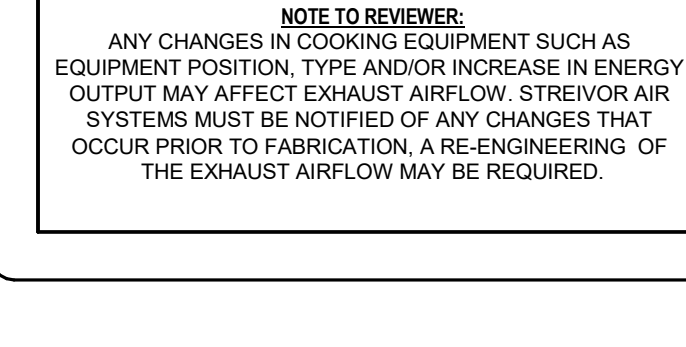 NOTE TO REVIEWER:
ANY CHANGES IN COOKING EQUIPMENT SUCH AS
EQUIPMENT POSITION, TYPE AND/OR INCREASE IN ENERGY
OUTPUT MAY AFFECT EXHAUST AIRFLOW. STREIVOR AIR
SYSTEMS MUST BE NOTIFIED OF ANY CHANGES THAT
OCCUR PRIOR TO FABRICATION, A RE-ENGINEERING OF
THE EXHAUST AIRFLOW MAY BE REQUIRED.